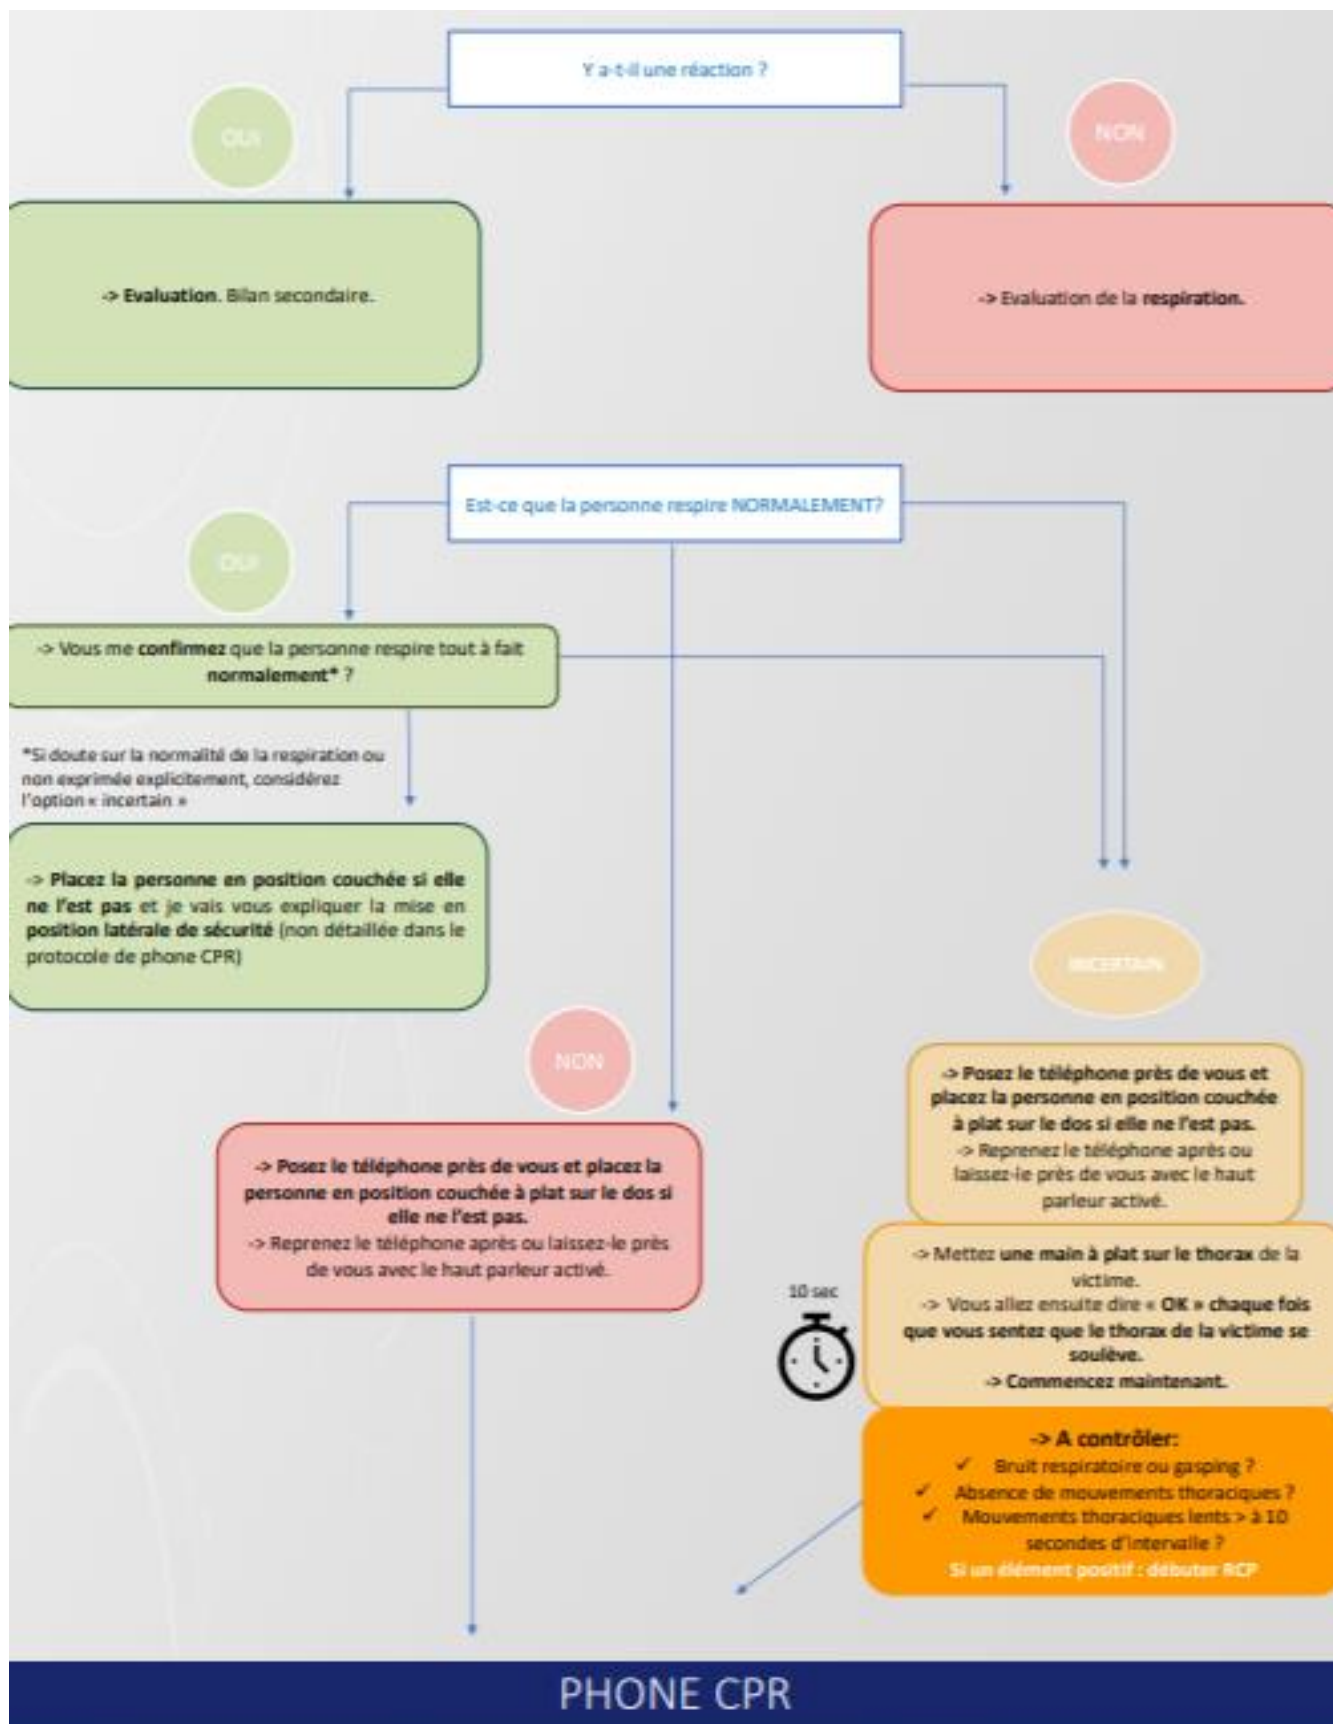 Y a-t-il une réaction ?
OUI
NON
-> Evaluation. Bilan secondaire.
-> Evaluation de la respiration.
Est-ce que la personne respire NORMALEMENT?
OUI
-> Vous me confirmez que la personne respire tout à fait
normalement* ?
*Si doute sur la normalité de la respiration ou
non exprimée explicitement, considérez
l'option « incertain »
-> Placez la personne en position couchée si elle
ne l'est pas et je vais vous expliquer la mise en
position latérale de sécurité (non détaillée dans le
protocole de phone CPR)
INCERTAIN
NON
-> Posez le téléphone près de vous et placez la
personne en position couchée à plat sur le dos si
elle ne l'est pas.
-> Reprenez le téléphone après ou laissez-le près
de vous avec le haut parleur activé.
-> Posez le téléphone près de vous et
placez la personne en position couchée
à plat sur le dos si elle ne l'est pas.
-> Reprenez le téléphone après ou
laissez-le près de vous avec le haut
parleur activé.
10 sec
-> Mettez une main à plat sur le thorax de la
victime.
-> Vous allez ensuite dire « OK » chaque fois
que vous sentez que le thorax de la victime se
soulève.
-> Commencez maintenant.
-> A contrôler:
✓ Bruit respiratoire ou gasping ?
✓ Absence de mouvements thoraciques ?
✓ Mouvements thoraciques lents > à 10
secondes d'intervalle ?
Si un élément positif : débuter RCP
PHONE CPR